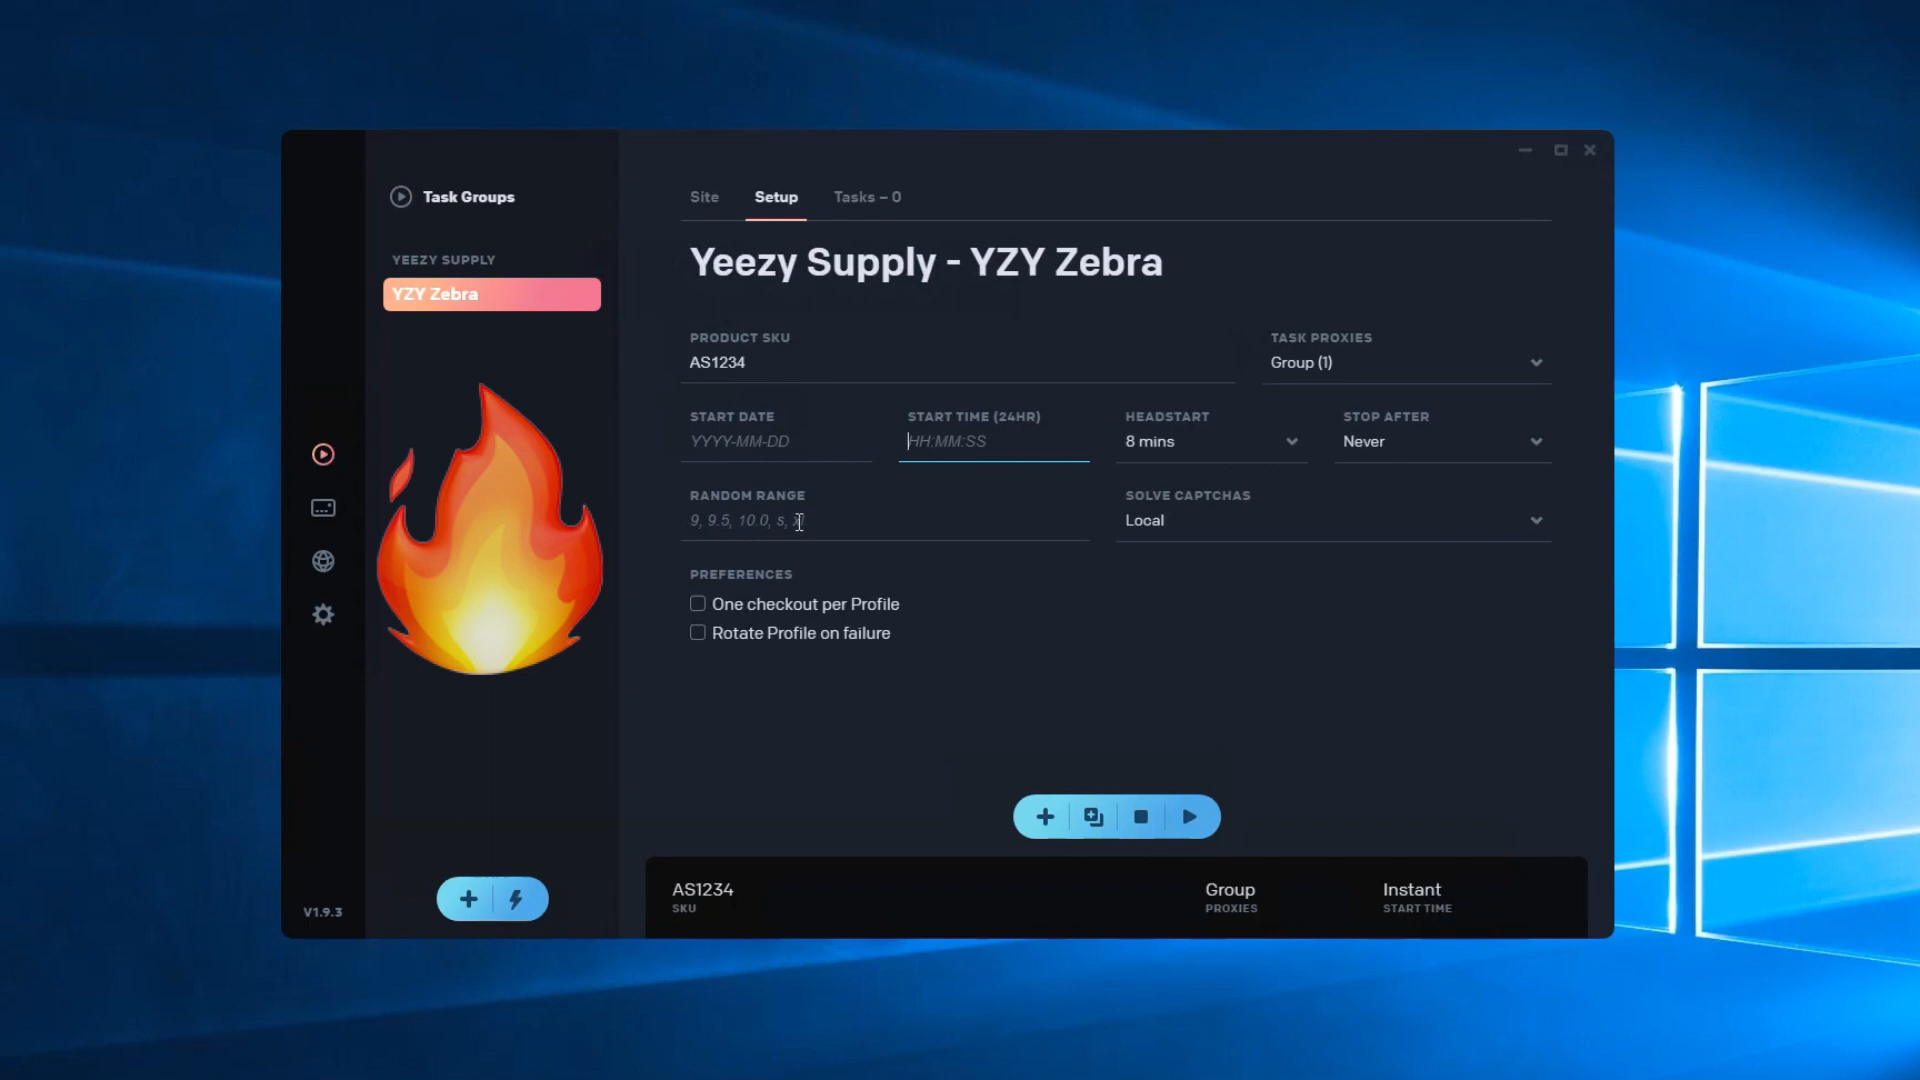 Task Groups
YEEZY SUPPLY
YZY Zebra
V1.9.3
Site Setup Tasks – 0
Yeezy Supply - YZY Zebra
PRODUCT SKU TASK PROXIES
AS1234 Group (1)
START DATE START TIME (24HR) HEADSTART STOP AFTER
YYYY-MM-DD HH:MM:SS 8 mins Never
RANDOM RANGE SOLVE CAPTCHAS
9, 9.5, 10.0, s, Local
PREFERENCES
One checkout per Profile
Rotate Profile on failure
AS1234 Group Instant
SKU PROXIES START TIME